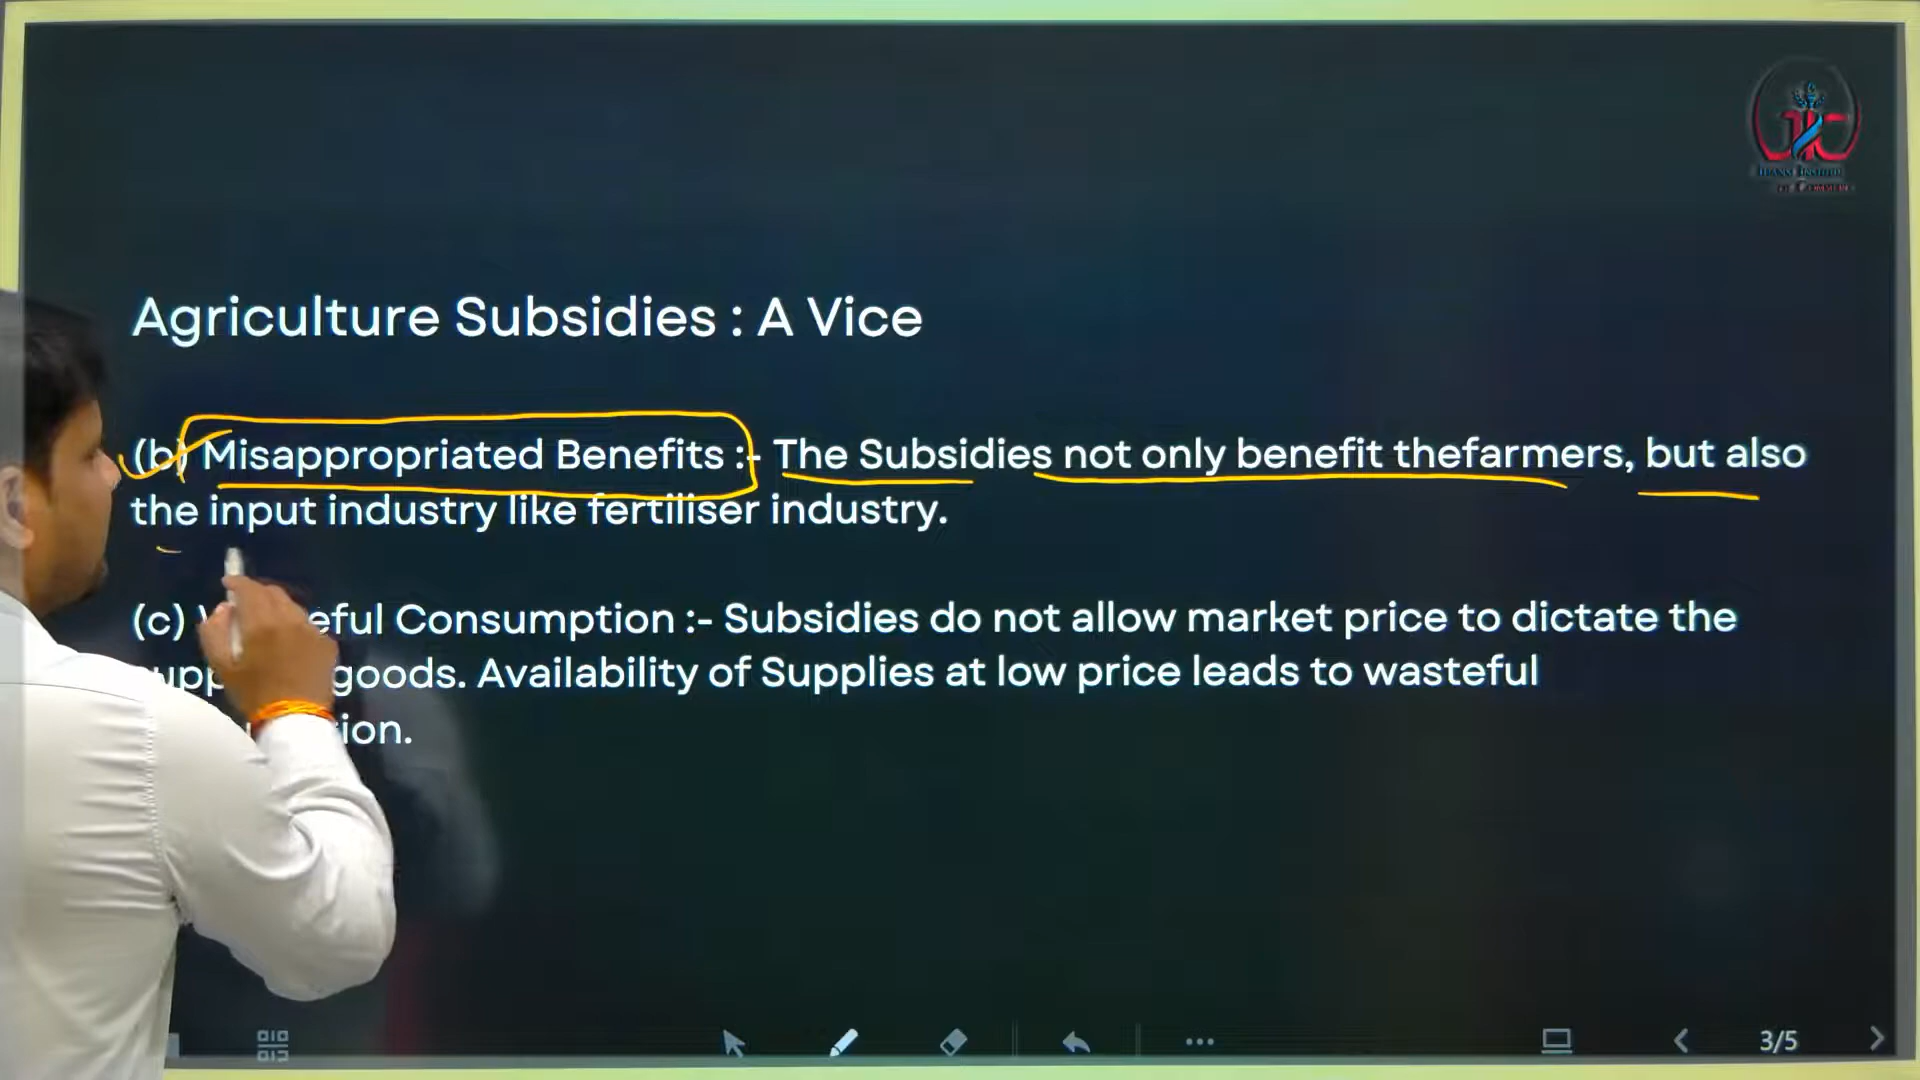 Agriculture Subsidies : A Vice
(b) Misappropriated Benefits :- The Subsidies not only benefit thefarmers, but also
the input industry like fertiliser industry.
(c) Consumption :- Subsidies do not allow market price to dictate the
goods. Availability of Supplies at low price leads to wasteful
3/5